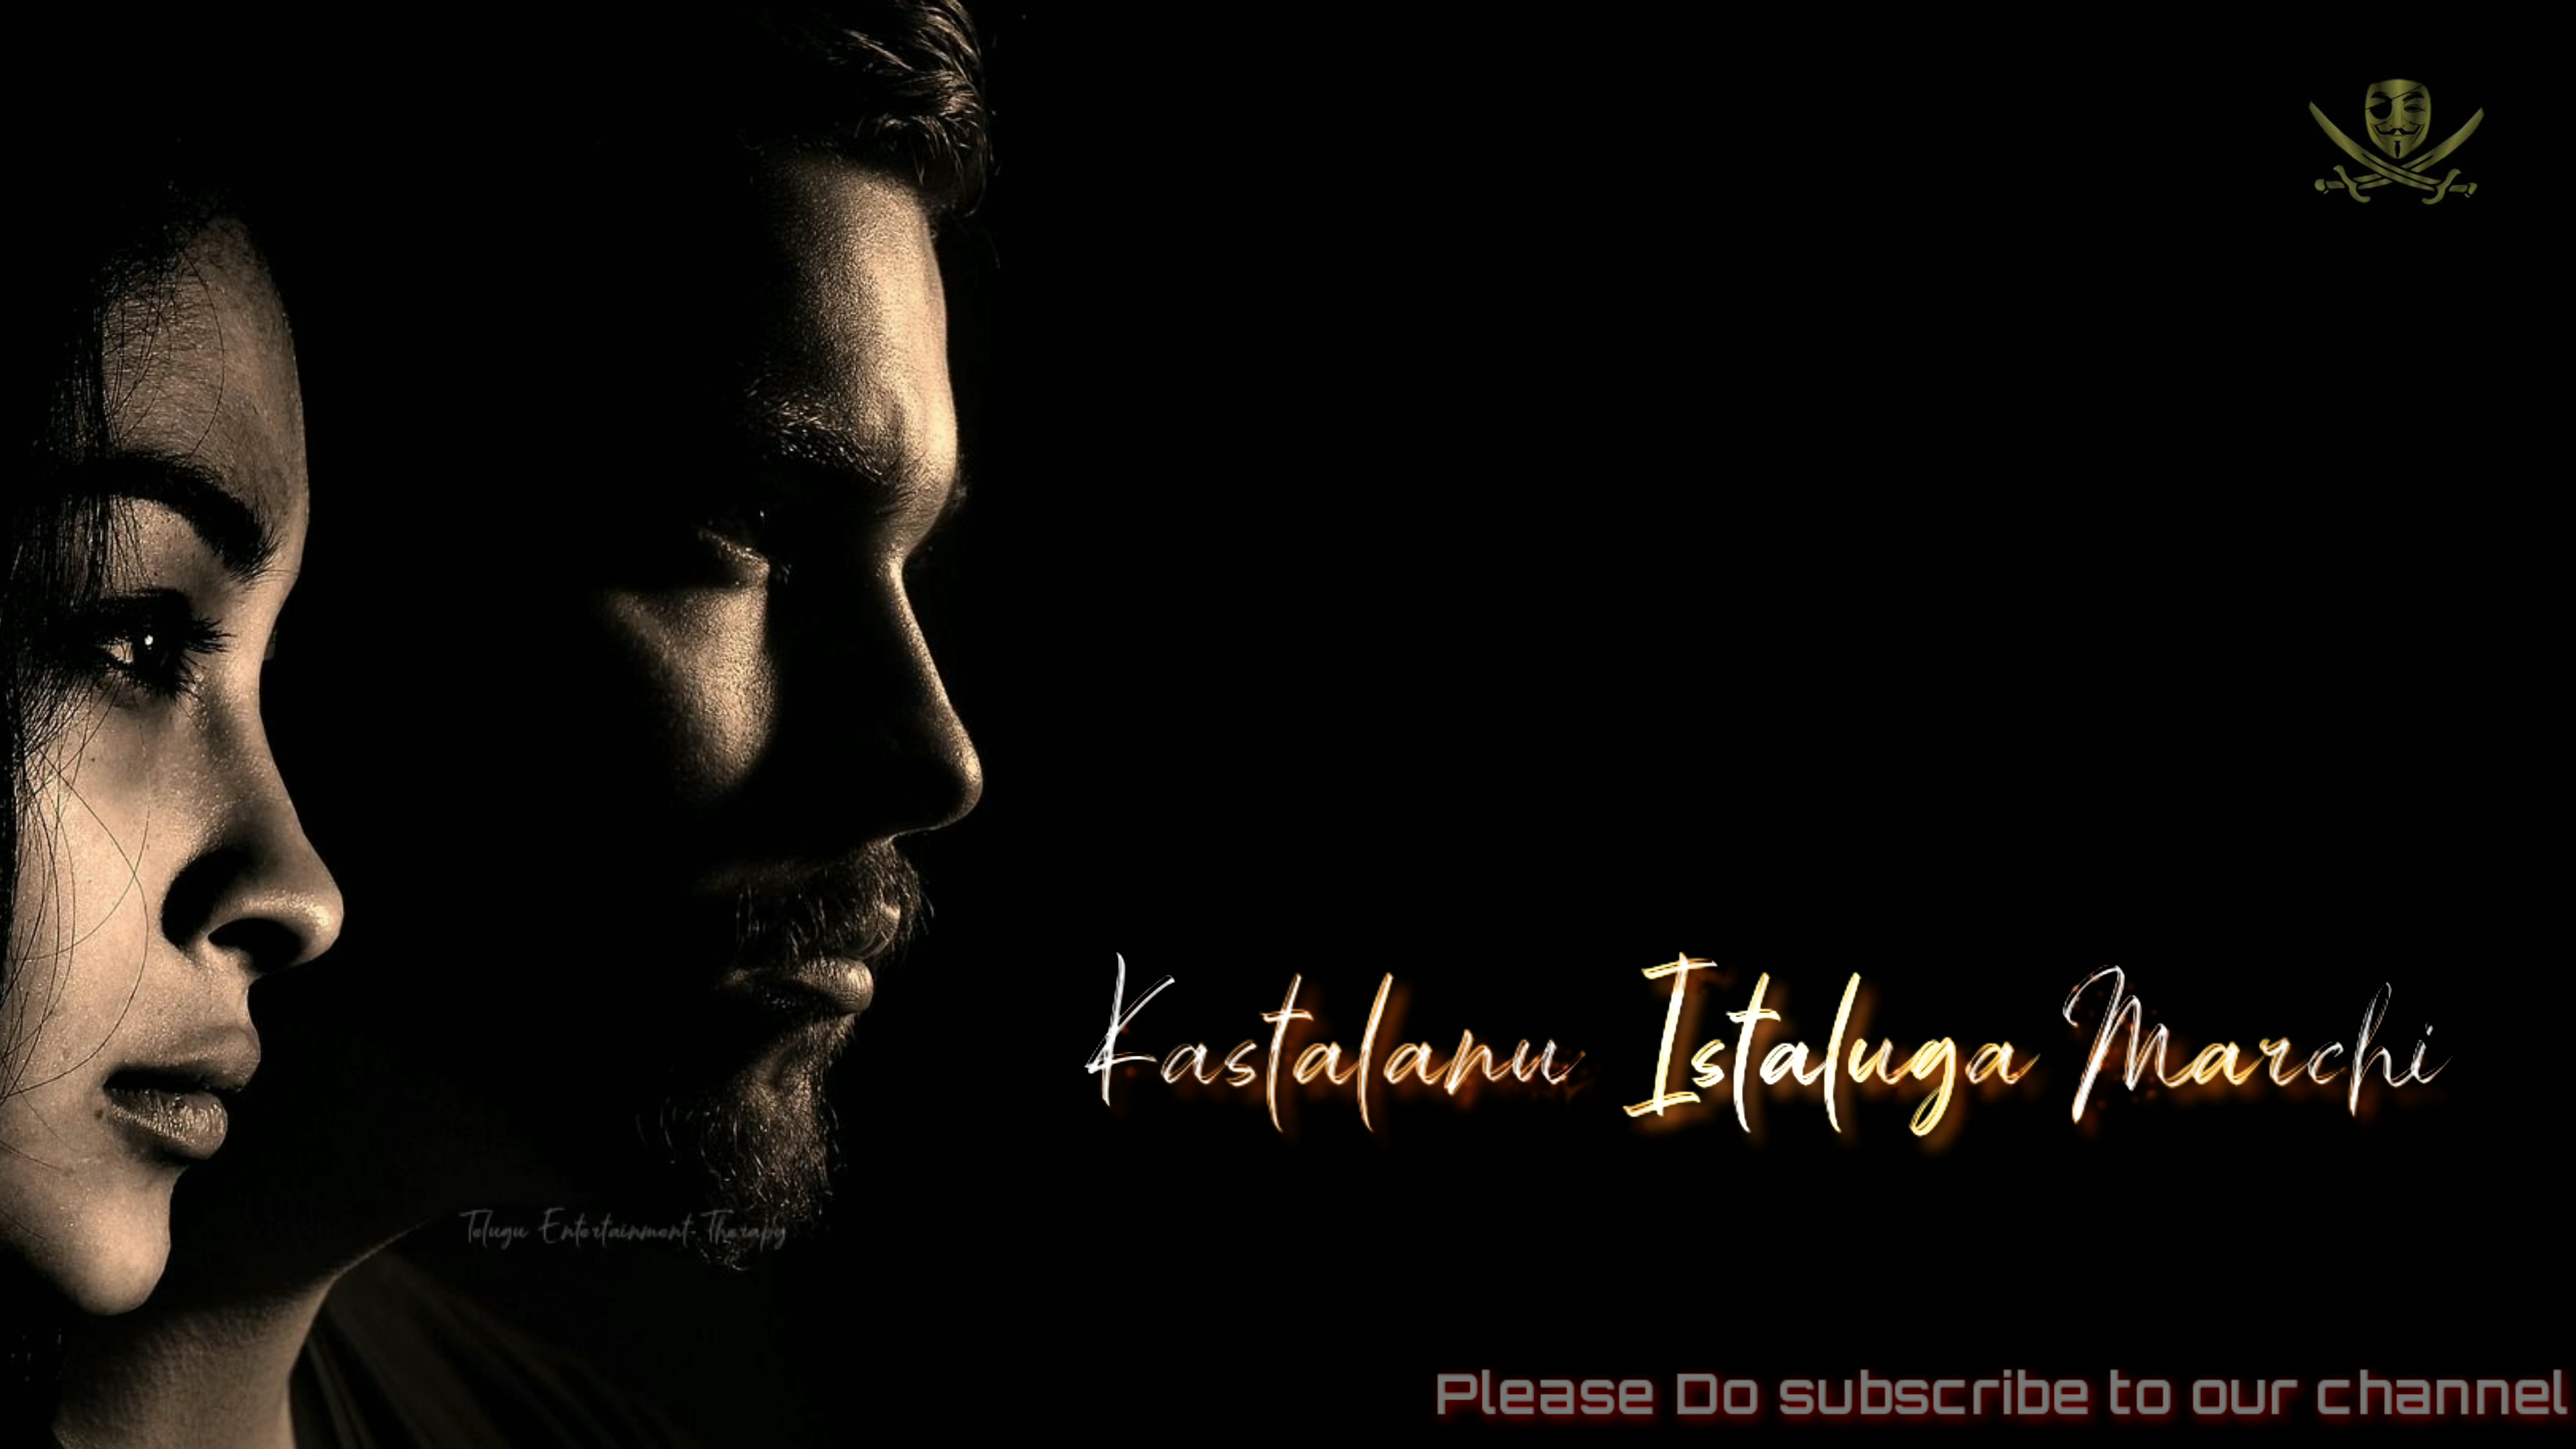 Kastalanu Istaluga Marchi
Telugu Entertainment Therapy
Please Do subscribe to our channel